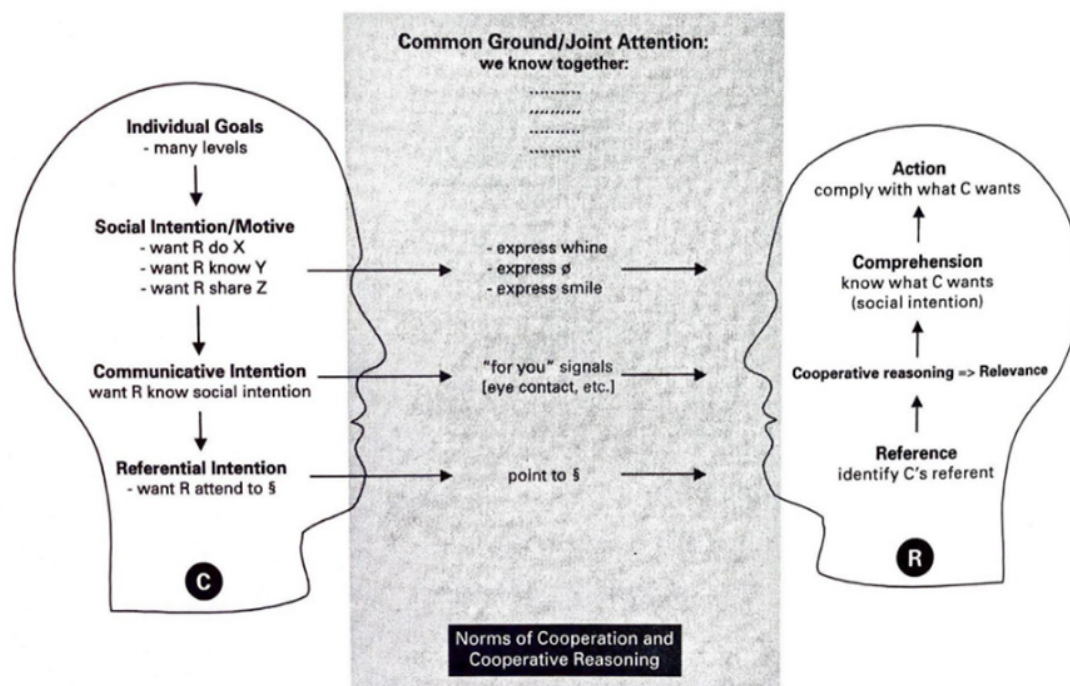 Common Ground/Joint Attention:
we know together:
..........
..........
..........
..........
Individual Goals
- many levels
Social Intention/Motive
- want R do X
- want R know Y
- want R share Z
Communicative Intention
want R know social intention
Referential Intention
- want R attend to §
C
- express whine
- express ø
- express smile
"for you" signals
[eye contact, etc.]
point to §
Norms of Cooperation and
Cooperative Reasoning
Action
comply with what C wants
Comprehension
know what C wants
(social intention)
Cooperative reasoning => Relevance
Reference
identify C's referent
R